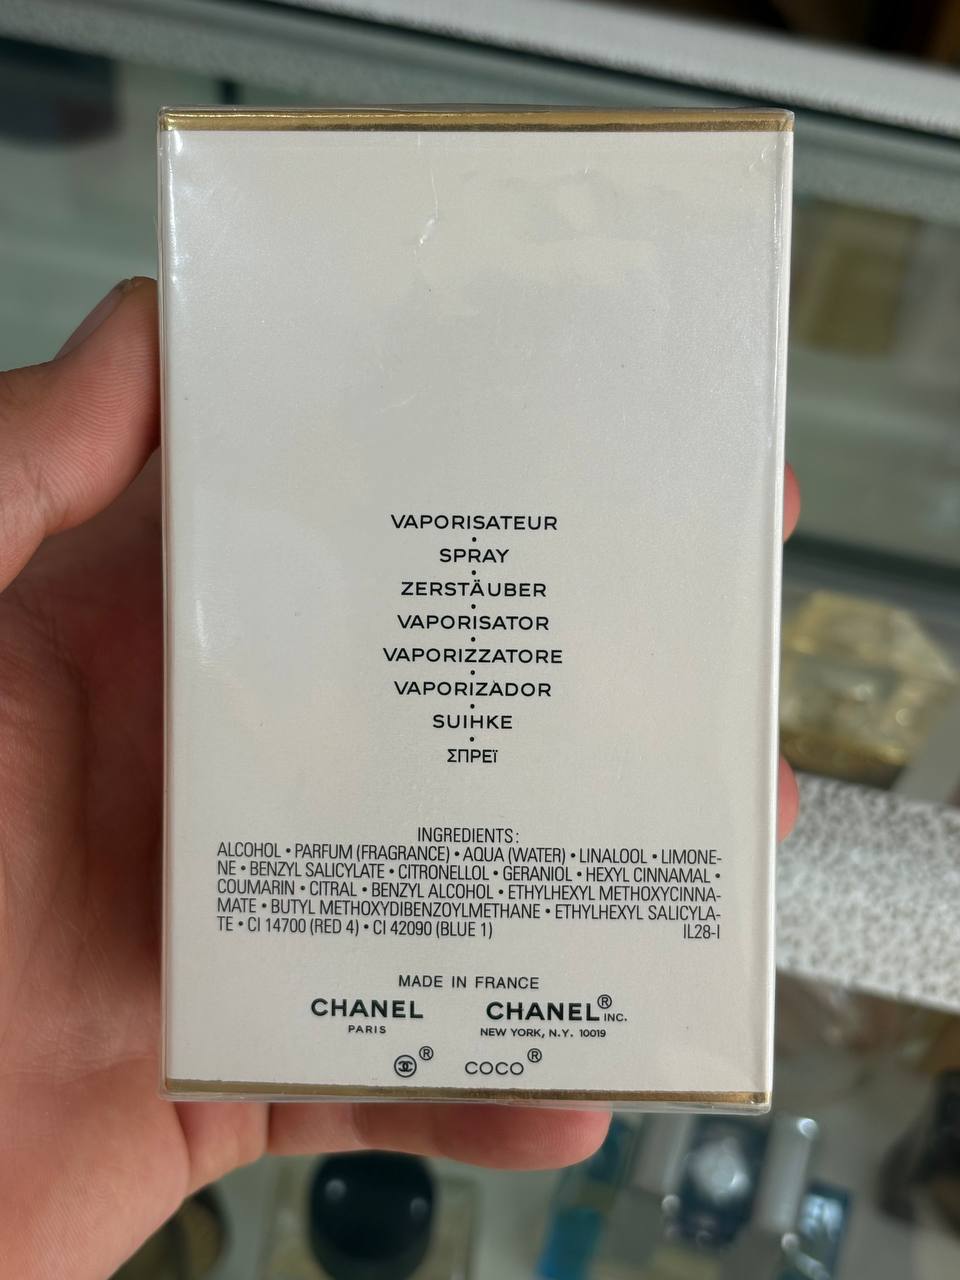 VAPORISATEUR
•
SPRAY
•
ZERSTÄUBER
•
VAPORISATOR
•
VAPORIZZATORE
•
VAPORIZADOR
•
SUIHKE
•
ΣΠΡΕΪ
INGREDIENTS:
ALCOHOL • PARFUM (FRAGRANCE) • AQUA (WATER) • LINALOOL • LIMONE-
NE • BENZYL SALICYLATE • CITRONELLOL • GERANIOL • HEXYL CINNAMAL •
COUMARIN • CITRAL • BENZYL ALCOHOL • ETHYLHEXYL METHOXYCINNA-
MATE • BUTYL METHOXYDIBENZOYLMETHANE • ETHYLHEXYL SALICYLA-
TE • CI 14700 (RED 4) • CI 42090 (BLUE 1) IL28-I
MADE IN FRANCE
CHANEL CHANEL® INC.
PARIS NEW YORK, N.Y. 10019
® COCO®